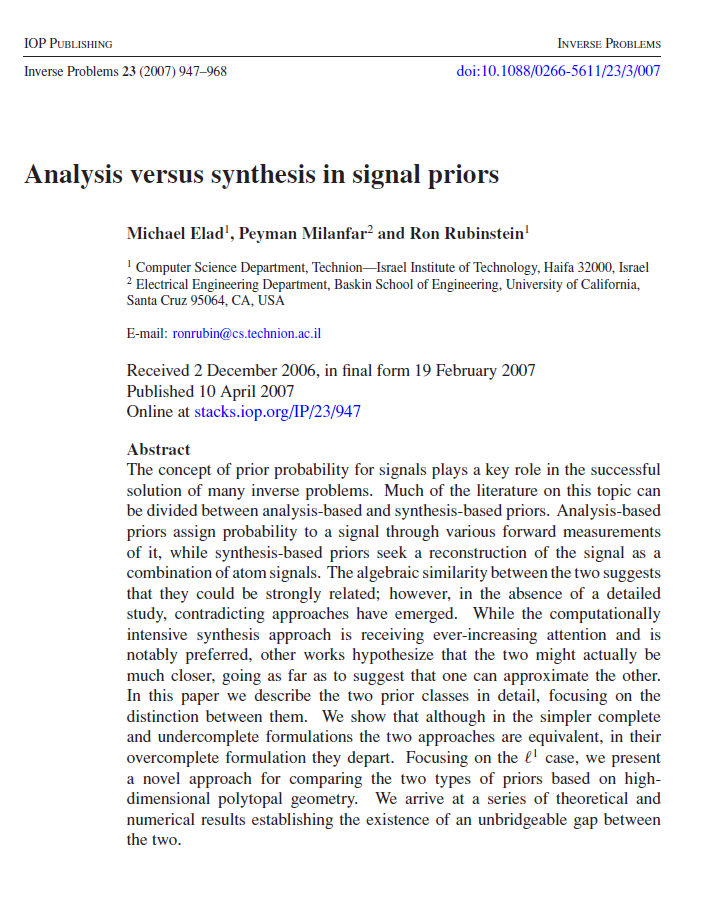 IOP PUBLISHING INVERSE PROBLEMS
Inverse Problems 23 (2007) 947–968 doi:10.1088/0266-5611/23/3/007
Analysis versus synthesis in signal priors
Michael Elad1, Peyman Milanfar2 and Ron Rubinstein1
1 Computer Science Department, Technion—Israel Institute of Technology, Haifa 32000, Israel
2 Electrical Engineering Department, Baskin School of Engineering, University of California,
Santa Cruz 95064, CA, USA
E-mail: ronrubin@cs.technion.ac.il
Received 2 December 2006, in final form 19 February 2007
Published 10 April 2007
Online at stacks.iop.org/IP/23/947
Abstract
The concept of prior probability for signals plays a key role in the successful
solution of many inverse problems. Much of the literature on this topic can
be divided between analysis-based and synthesis-based priors. Analysis-based
priors assign probability to a signal through various forward measurements
of it, while synthesis-based priors seek a reconstruction of the signal as a
combination of atom signals. The algebraic similarity between the two suggests
that they could be strongly related; however, in the absence of a detailed
study, contradicting approaches have emerged. While the computationally
intensive synthesis approach is receiving ever-increasing attention and is
notably preferred, other works hypothesize that the two might actually be
much closer, going as far as to suggest that one can approximate the other.
In this paper we describe the two prior classes in detail, focusing on the
distinction between them. We show that although in the simpler complete
and undercomplete formulations the two approaches are equivalent, in their
overcomplete formulation they depart. Focusing on the ℓ1 case, we present
a novel approach for comparing the two types of priors based on high-
dimensional polytopal geometry. We arrive at a series of theoretical and
numerical results establishing the existence of an unbridgeable gap between
the two.